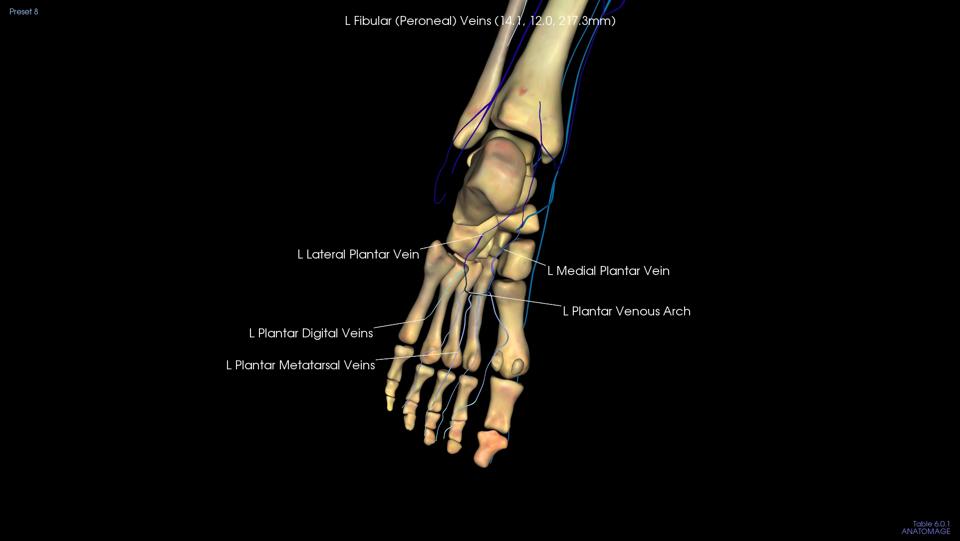 Preset 8
L Fibular (Peroneal) Veins (14.1, 12.0, 217.3mm)
L Lateral Plantar Vein
L Medial Plantar Vein
L Plantar Venous Arch
L Plantar Digital Veins
L Plantar Metatarsal Veins
Table 6.0.1
ANATOMAGE